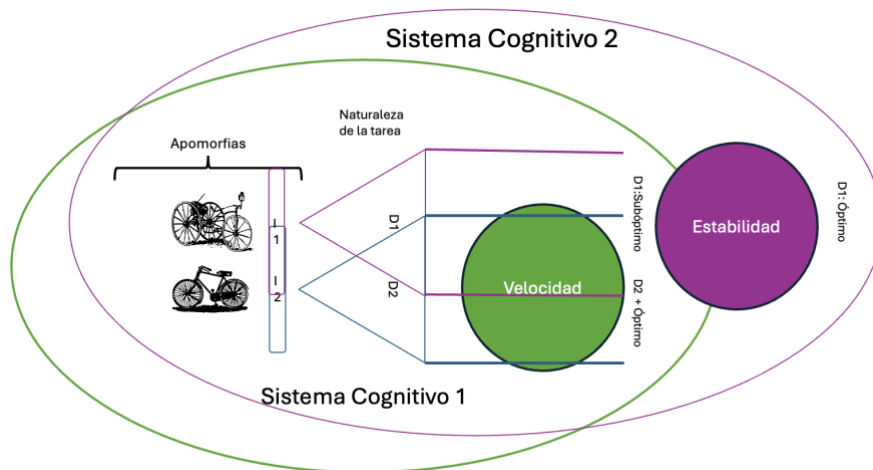 Sistema Cognitivo 2
Naturaleza
de la tarea
Apomorfias
I
1
I
2
D1
D2
D1:Subóptimo
D2 + Óptimo
Velocidad
Estabilidad
D1: Óptimo
Sistema Cognitivo 1